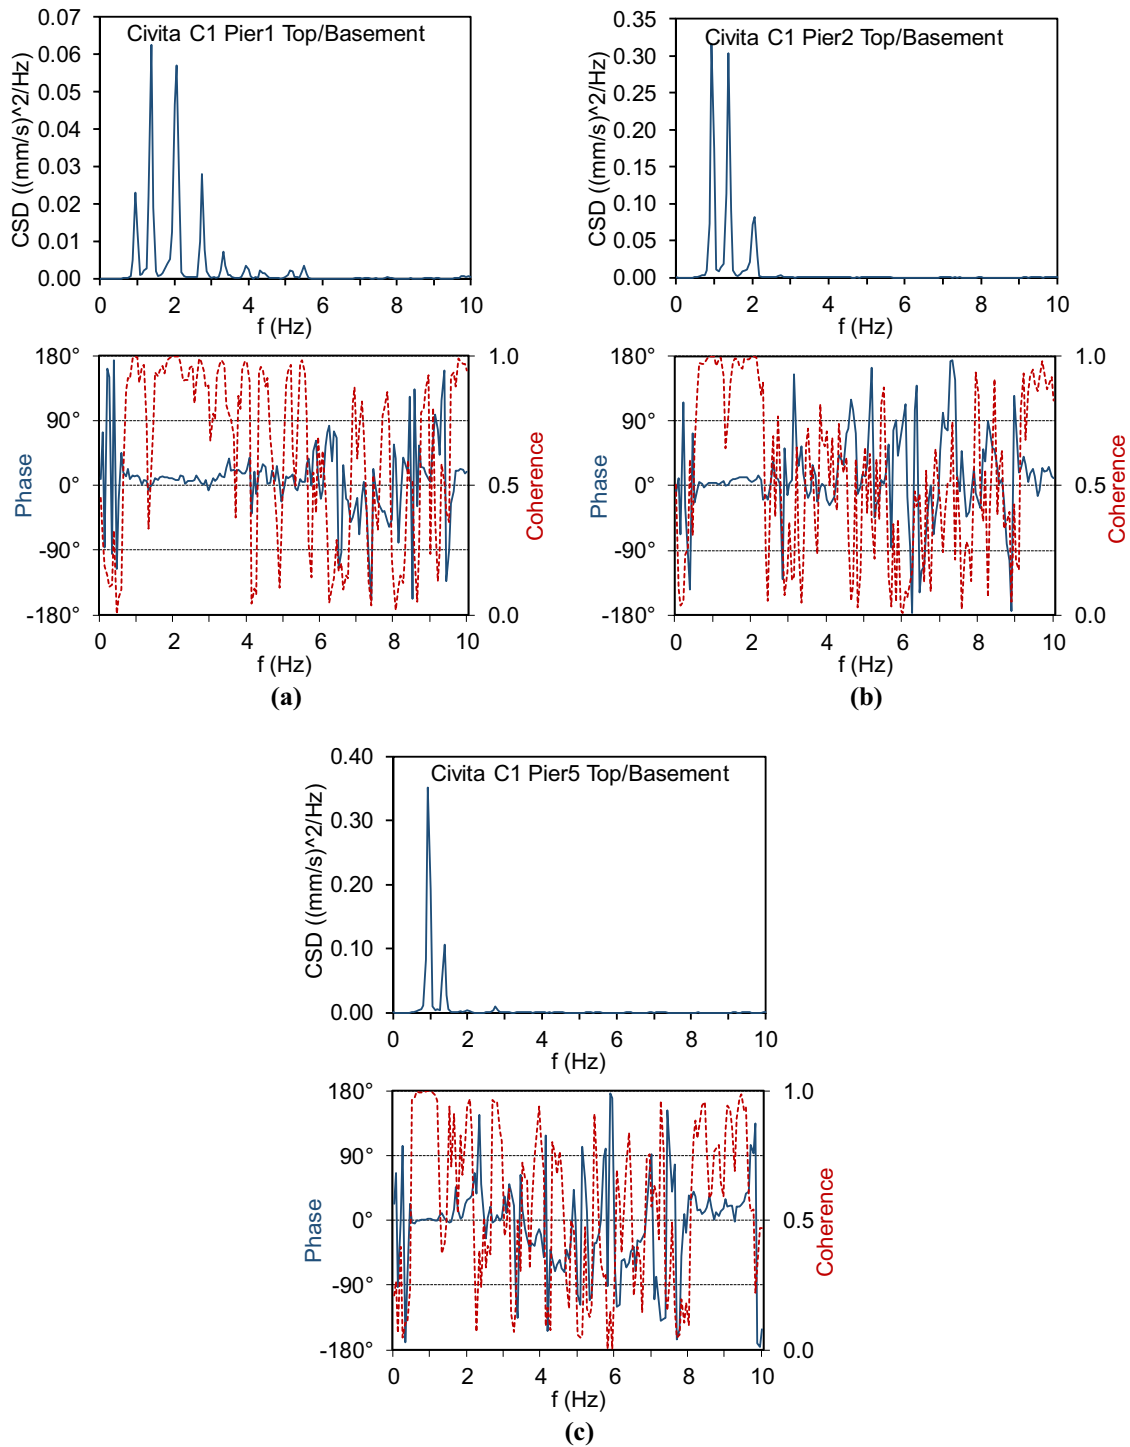 Civita C1 Pier1 Top/Basement
CSD ((mm/s)^2/Hz)
0.07
0.06
0.05
0.04
0.03
0.02
0.01
0.00
0 2 4 6 8 10
f (Hz)
Civita C1 Pier2 Top/Basement
CSD ((mm/s)^2/Hz)
0.35
0.30
0.25
0.20
0.15
0.10
0.05
0.00
0 2 4 6 8 10
f (Hz)
Phase
180°
90°
0°
-90°
-180°
1.0
0.5
0.0
Coherence
0 2 4 6 8 10
f (Hz)
(a)
Phase
180°
90°
0°
-90°
-180°
1.0
0.5
0.0
Coherence
0 2 4 6 8 10
f (Hz)
(b)
Civita C1 Pier5 Top/Basement
CSD ((mm/s)^2/Hz)
0.40
0.30
0.20
0.10
0.00
0 2 4 6 8 10
f (Hz)
Phase
180°
90°
0°
-90°
-180°
1.0
0.5
0.0
Coherence
0 2 4 6 8 10
f (Hz)
(c)